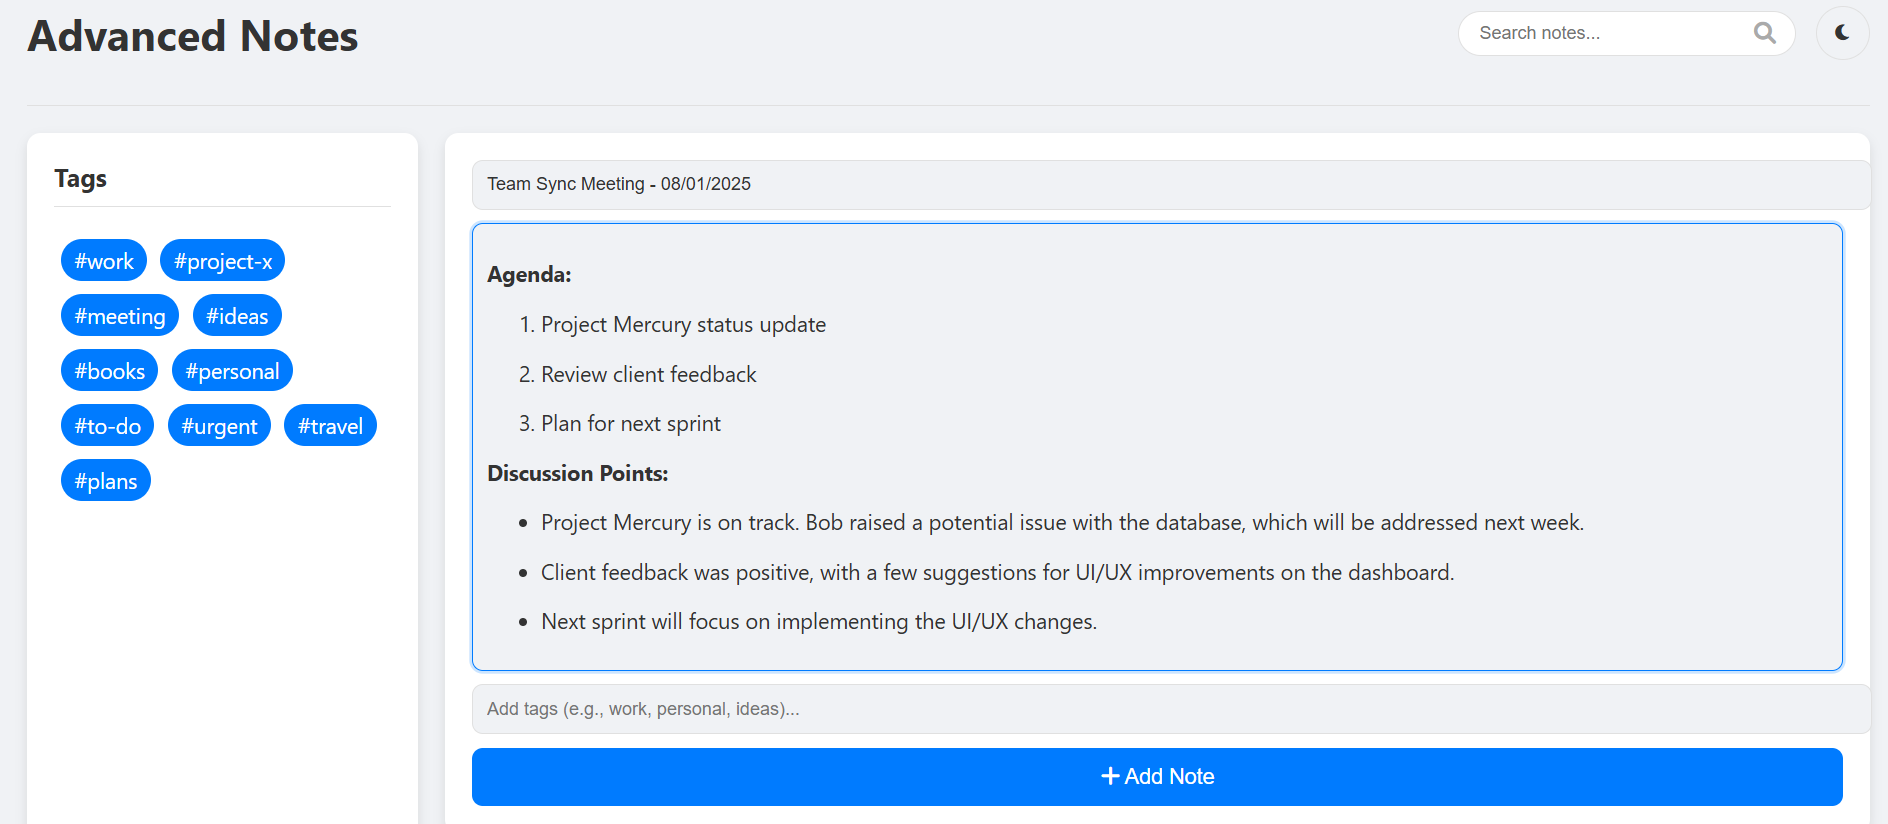 Advanced Notes
Search notes...
Tags
#work #project-x
#meeting #ideas
#books #personal
#to-do #urgent #travel
#plans
Team Sync Meeting - 08/01/2025
Agenda:
1. Project Mercury status update
2. Review client feedback
3. Plan for next sprint
Discussion Points:
• Project Mercury is on track. Bob raised a potential issue with the database, which will be addressed next week.
• Client feedback was positive, with a few suggestions for UI/UX improvements on the dashboard.
• Next sprint will focus on implementing the UI/UX changes.
Add tags (e.g., work, personal, ideas)...
+ Add Note